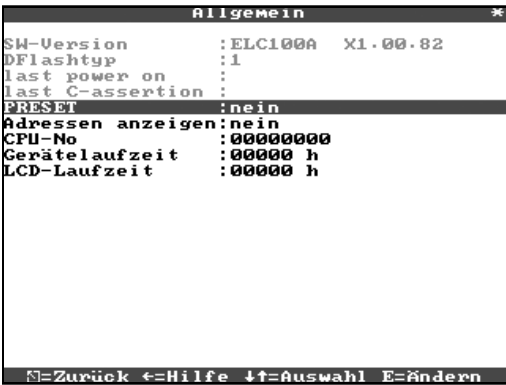 Allgemein *
SW-Version :ELC100A X1.00.82
DFlashtyp :1
last power on :
last C-assertion :
PRESET :nein
Adressen anzeigen:nein
CPU-No :00000000
Gerätelaufzeit :00000 h
LCD-Laufzeit :00000 h
⇱=Zurück ←=Hilfe ↓↑=Auswahl E=Ändern